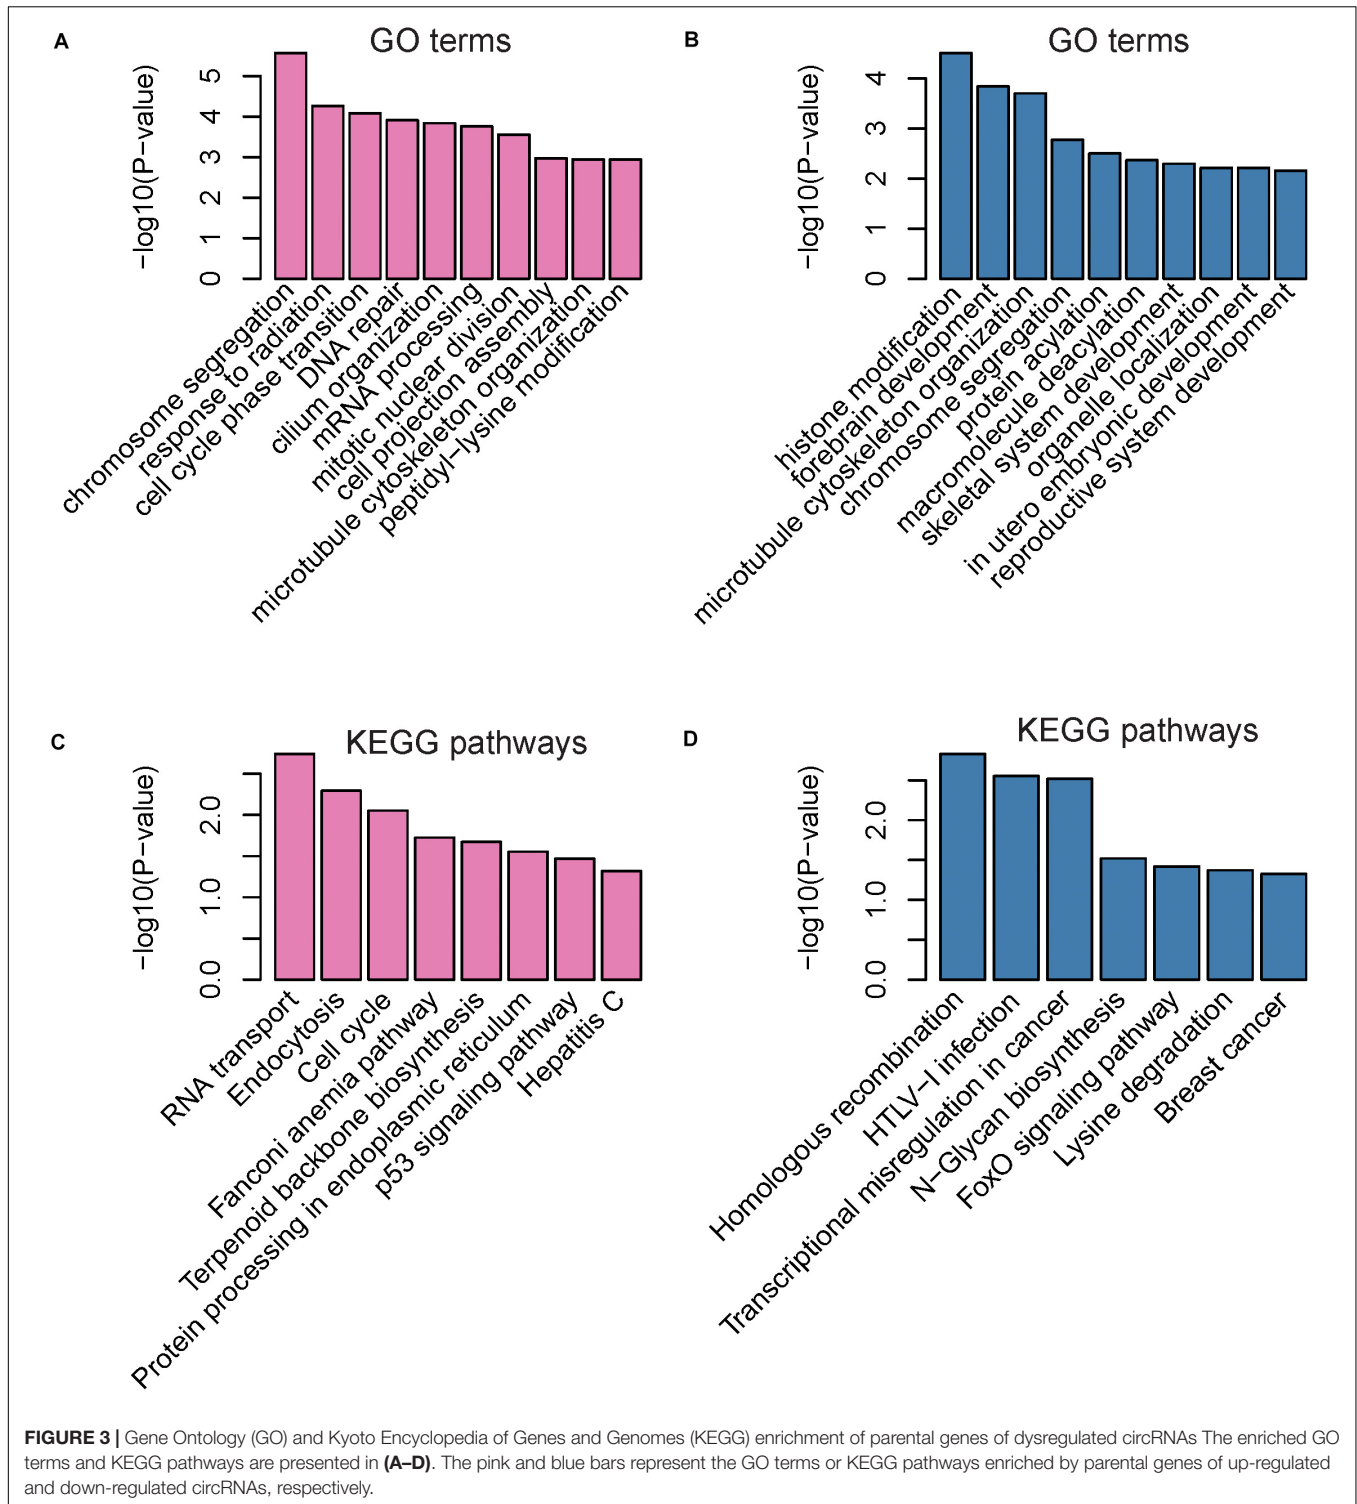 A
GO terms
−log10(P−value)
5
4
3
2
1
0
chromosome segregation
response to radiation
cell cycle phase transition
DNA repair
cilium organization
mRNA processing
mitotic nuclear division
cell projection assembly
microtubule cytoskeleton organization
peptidyl−lysine modification
B
GO terms
−log10(P−value)
4
3
2
1
0
histone modification
forebrain development
microtubule cytoskeleton organization
chromosome segregation
protein acylation
macromolecule deacylation
skeletal system development
organelle localization
in utero embryonic development
reproductive system development
C
KEGG pathways
−log10(P−value)
2.0
1.0
0.0
RNA transport
Endocytosis
Cell cycle
Fanconi anemia pathway
Terpenoid backbone biosynthesis
Protein processing in endoplasmic reticulum
p53 signaling pathway
Hepatitis C
D
KEGG pathways
−log10(P−value)
2.0
1.0
0.0
Homologous recombination
HTLV−I infection
Transcriptional misregulation in cancer
N−Glycan biosynthesis
FoxO signaling pathway
Lysine degradation
Breast cancer
FIGURE 3 | Gene Ontology (GO) and Kyoto Encyclopedia of Genes and Genomes (KEGG) enrichment of parental genes of dysregulated circRNAs The enriched GO
terms and KEGG pathways are presented in (A–D). The pink and blue bars represent the GO terms or KEGG pathways enriched by parental genes of up-regulated
and down-regulated circRNAs, respectively.